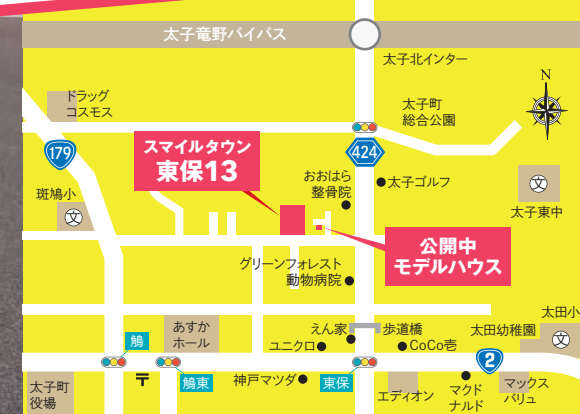 太子竜野バイパス
太子北インター
ドラッグ
コスモス
太子町
総合公園
N
179
スマイルタウン
東保13
424
おおはら
整骨院
太子ゴルフ
文
太子東中
斑鳩小
文
公開中
モデルハウス
グリーンフォレスト
動物病院
太田小
文
鵤
あすか
ホール
えん家
歩道橋
太田幼稚園
ユニクロ
CoCo壱
2
太子町
役場
〒
鵤東
神戸マツダ
東保
エディオン
マクド
ナルド
マックス
バリュ